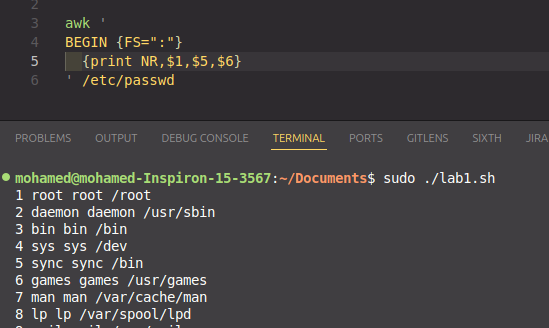 2
3 awk '
4 BEGIN {FS=":"}
5 {print NR,$1,$5,$6}
6 ' /etc/passwd
PROBLEMS OUTPUT DEBUG CONSOLE TERMINAL PORTS GITLENS SIXTH JIRA
mohamed@mohamed-Inspiron-15-3567:~/Documents$ sudo ./lab1.sh
1 root root /root
2 daemon daemon /usr/sbin
3 bin bin /bin
4 sys sys /dev
5 sync sync /bin
6 games games /usr/games
7 man man /var/cache/man
8 lp lp /var/spool/lpd